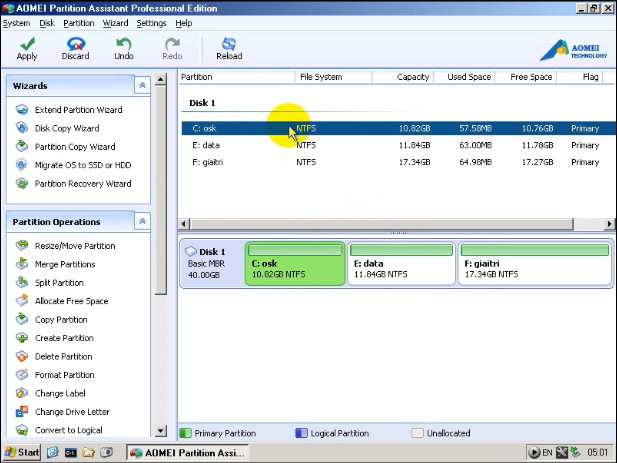 AOMEI Partition Assistant Professional Edition
System Disk Partition Wizard Settings Help
Apply Discard Undo Redo Reload
AOMEI
TECHNOLOGY
Wizards
Extend Partition Wizard
Disk Copy Wizard
Partition Copy Wizard
Migrate OS to SSD or HDD
Partition Recovery Wizard
Partition Operations
Resize/Move Partition
Merge Partitions
Split Partition
Allocate Free Space
Copy Partition
Create Partition
Delete Partition
Format Partition
Change Label
Change Drive Letter
Convert to Logical
Partition File System Capacity Used Space Free Space Flag
Disk 1
C: osk NTFS 10.82GB 57.58MB 10.76GB Primary
E: data NTFS 11.84GB 63.00MB 11.78GB Primary
F: giaitri NTFS 17.34GB 64.98MB 17.27GB Primary
Disk 1
Basic MBR
40.00GB
C: osk
10.82GB NTFS
E: data
11.84GB NTFS
F: giaitri
17.34GB NTFS
Primary Partition Logical Partition Unallocated
Start AOMEI Partition Assi... EN 05:01